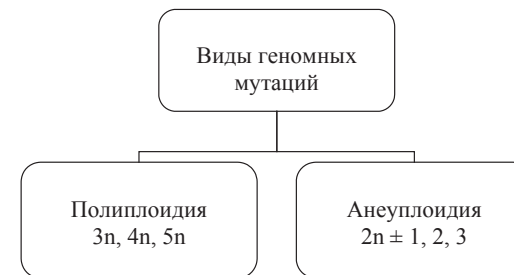 Виды геномных
мутаций
Полиплоидия
3n, 4n, 5n
Анеуплоидия
2n ± 1, 2, 3